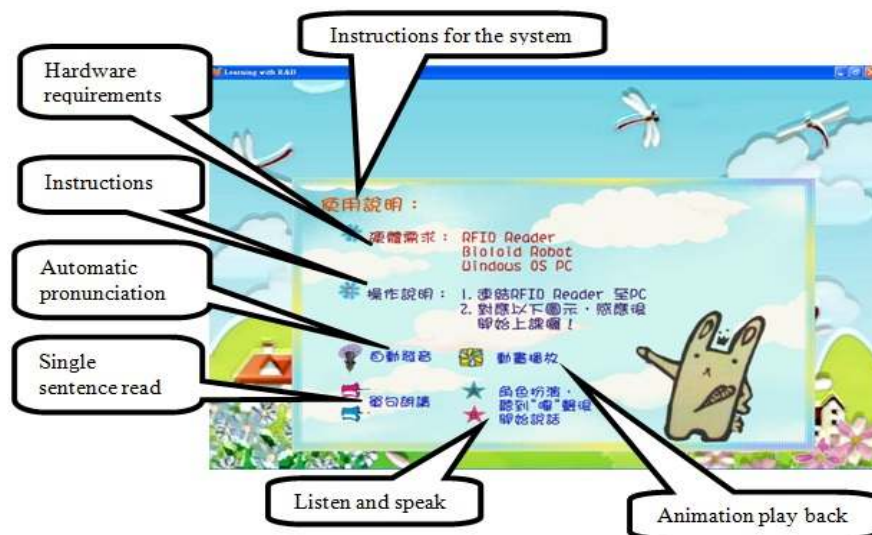 Instructions for the system
Hardware
requirements
Learning with R&D
Instructions
使用說明：
硬體需求： RFID Reader
Bioloid Robot
Windows OS PC
Automatic
pronunciation
操作說明： 1. 連結RFID Reader 至PC
2. 對應以下圖示，感應後
開始上課囉！
自動發音
動畫播放
Single
sentence read
單句朗讀
角色扮演，
聽到"嗶"聲後
開始說話
Listen and speak
Animation play back